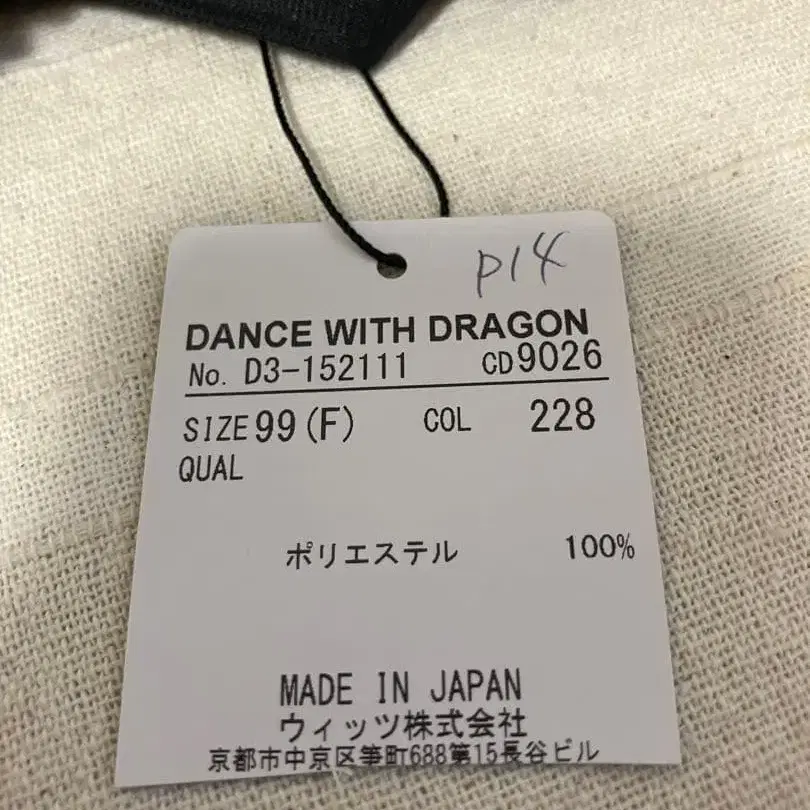 p14
DANCE WITH DRAGON
No. D3-152111 CD9026
SIZE 99 (F) COL 228
QUAL
ポリエステル 100%
MADE IN JAPAN
ウィッツ株式会社
京都市中京区笋町688第15長谷ビル